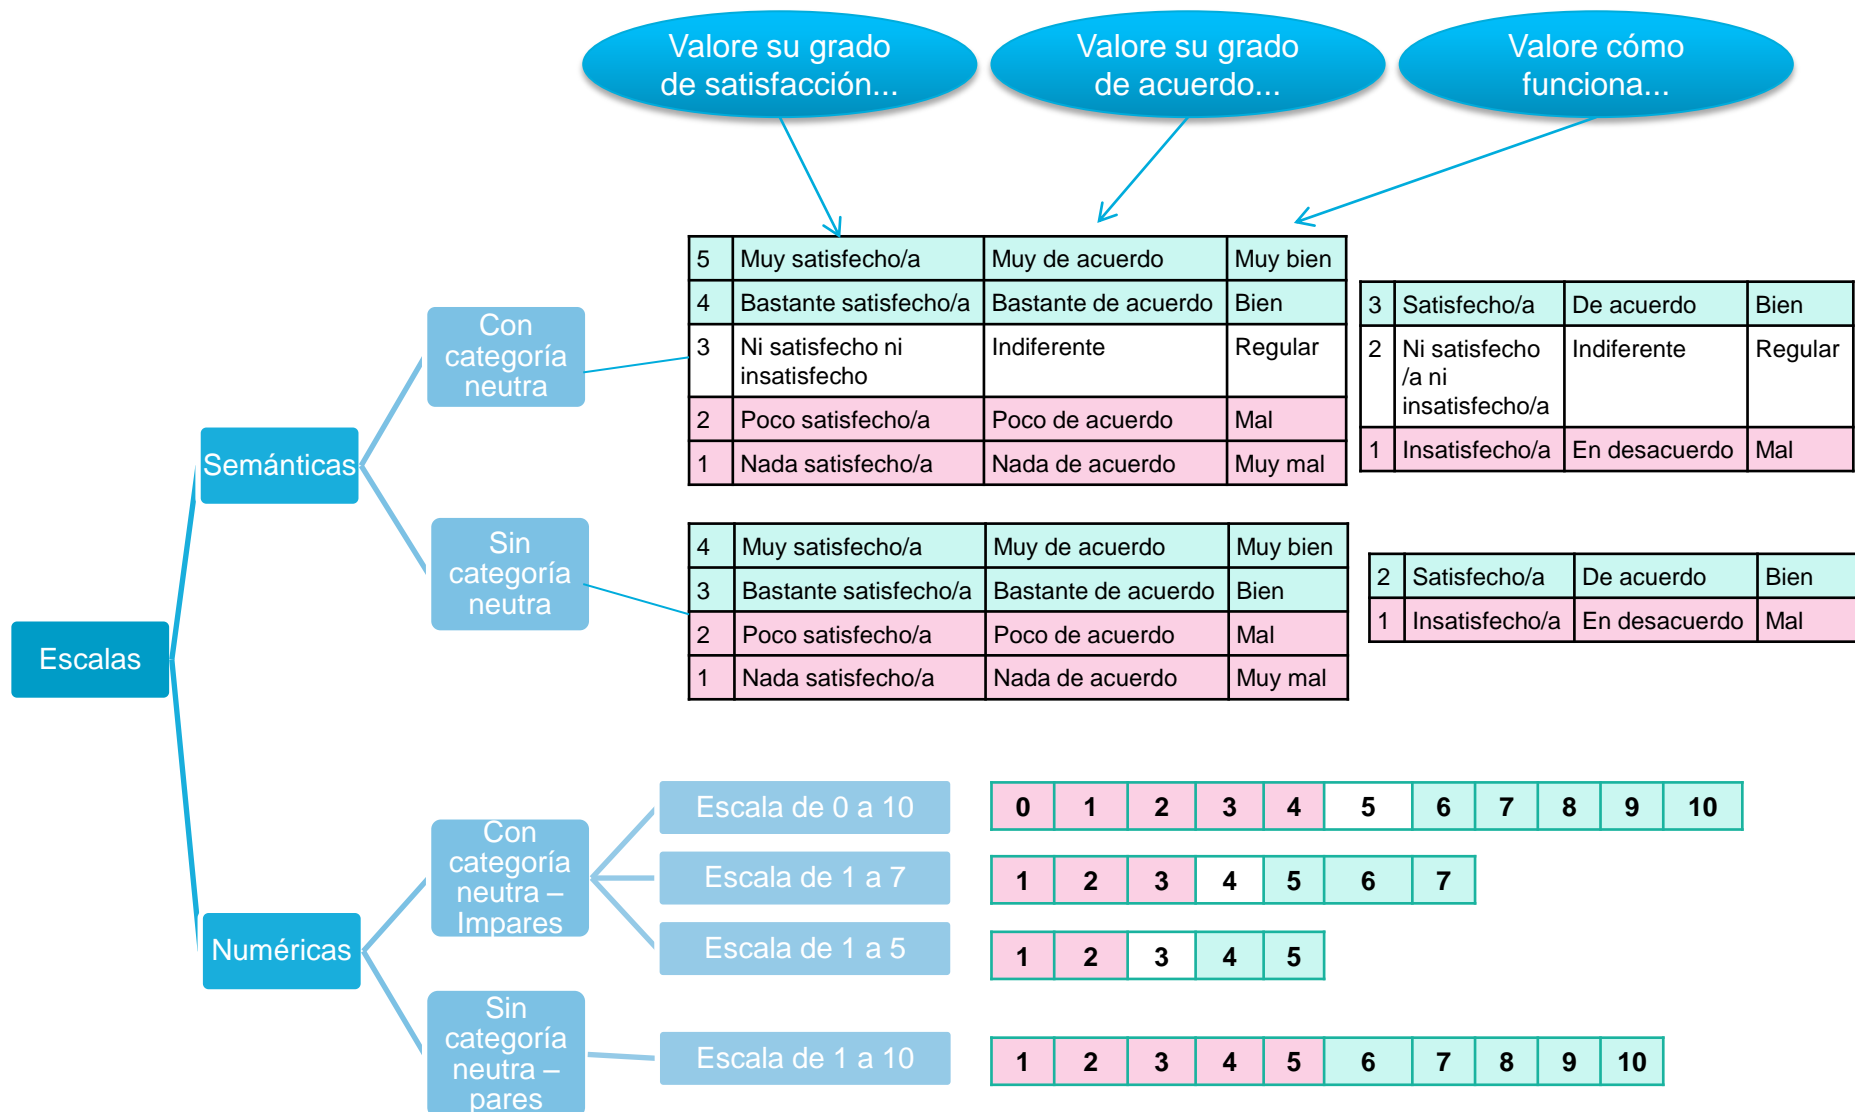 Valore su grado
de satisfacción...
Valore su grado
de acuerdo...
Valore cómo
funciona...
5 Muy satisfecho/a Muy de acuerdo Muy bien
4 Bastante satisfecho/a Bastante de acuerdo Bien
3 Ni satisfecho ni Indiferente Regular
insatisfecho
2 Poco satisfecho/a Poco de acuerdo Mal
1 Nada satisfecho/a Nada de acuerdo Muy mal
3 Satisfecho/a De acuerdo Bien
2 Ni satisfecho Indiferente Regular
/a ni
insatisfecho/a
1 Insatisfecho/a En desacuerdo Mal
Con
categoría
neutra
Semánticas
Sin
categoría
neutra
4 Muy satisfecho/a Muy de acuerdo Muy bien
3 Bastante satisfecho/a Bastante de acuerdo Bien
2 Poco satisfecho/a Poco de acuerdo Mal
1 Nada satisfecho/a Nada de acuerdo Muy mal
2 Satisfecho/a De acuerdo Bien
1 Insatisfecho/a En desacuerdo Mal
Escalas
Numéricas
Con
categoría
neutra –
Impares
Escala de 0 a 10
0 1 2 3 4 5 6 7 8 9 10
Escala de 1 a 7
1 2 3 4 5 6 7
Escala de 1 a 5
1 2 3 4 5
Sin
categoría
neutra –
pares
Escala de 1 a 10
1 2 3 4 5 6 7 8 9 10